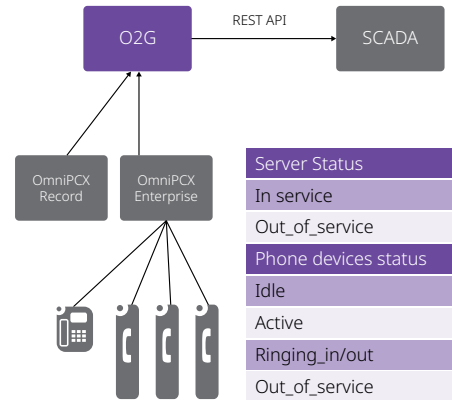 O2G
REST API
SCADA
OmniPCX
Record
OmniPCX
Enterprise
Server Status
In service
Out_of_service
Phone devices status
Idle
Active
Ringing_in/out
Out_of_service